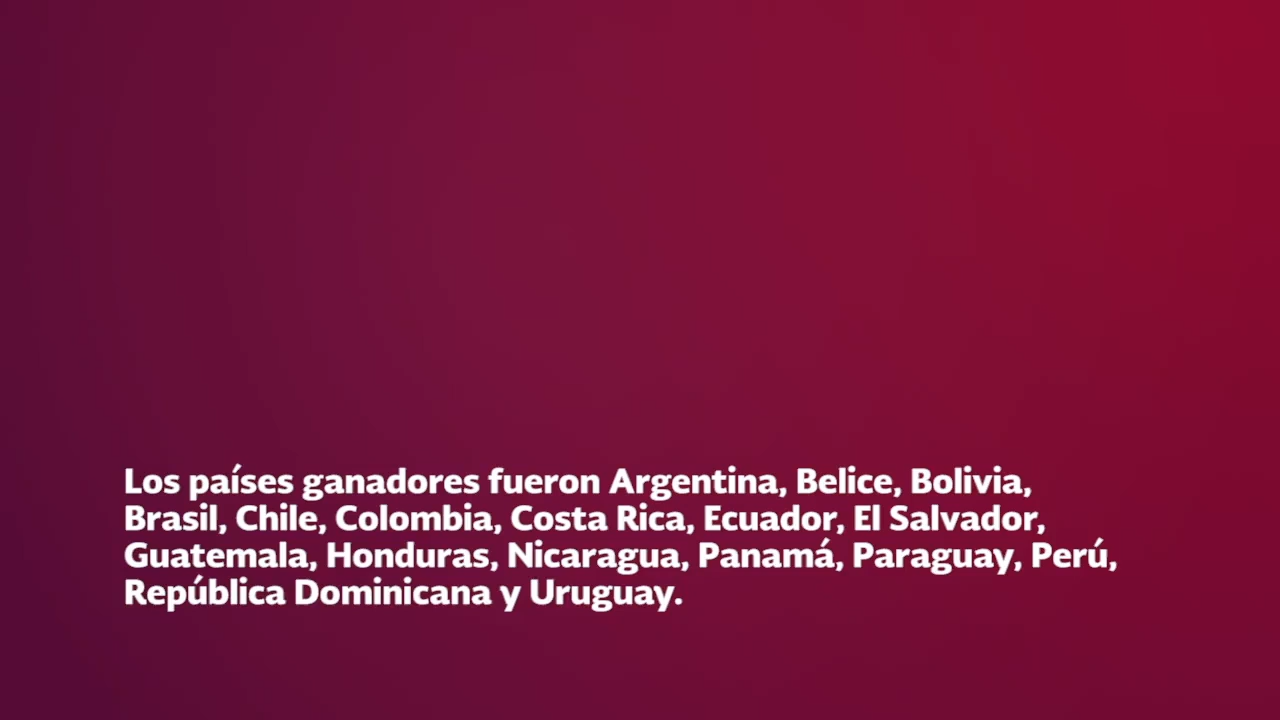 Los países ganadores fueron Argentina, Belice, Bolivia,
Brasil, Chile, Colombia, Costa Rica, Ecuador, El Salvador,
Guatemala, Honduras, Nicaragua, Panamá, Paraguay, Perú,
República Dominicana y Uruguay.